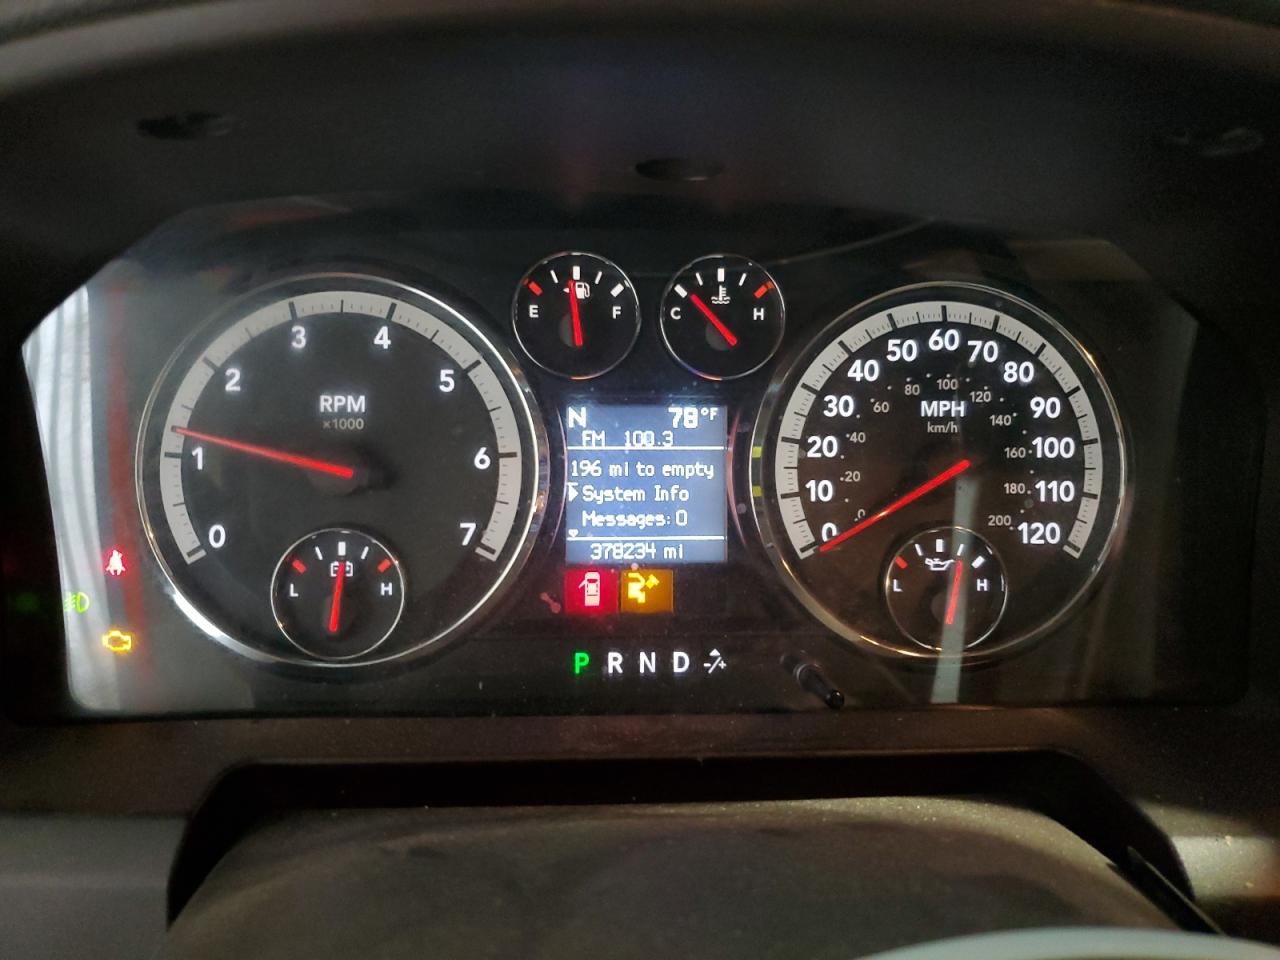 0 1 2 3 4 5 6 7
RPM
x1000
L H
E F
C H
N 78°F
FM 100.3
196 mi to empty
System Info
Messages: 0
378234 mi
P R N D -/+
0 10 20 30 40 50 60 70 80 90 100 110 120
MPH
km/h
0 20 40 60 80 100 120 140 160 180 200
L H